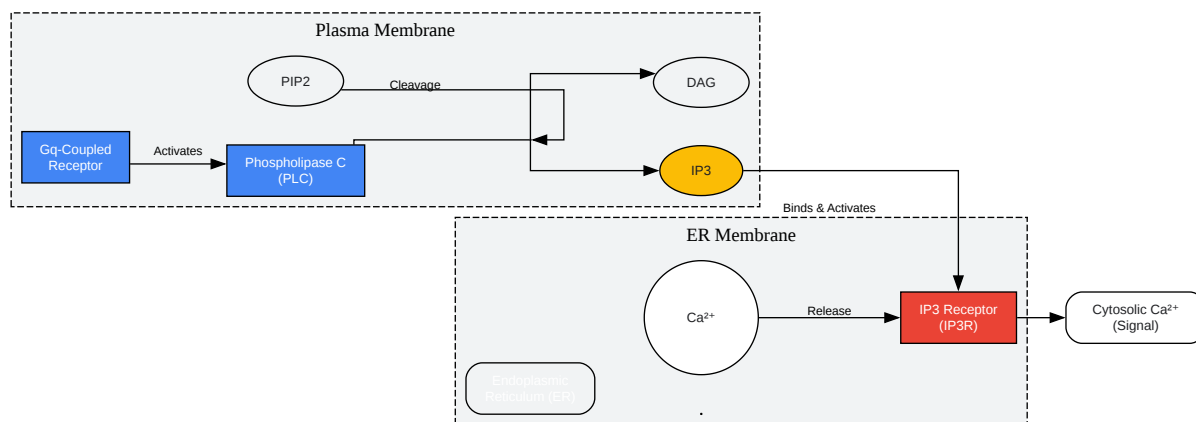 Plasma Membrane
PIP2
Cleavage
DAG
Gq-Coupled
Receptor
Activates
Phospholipase C
(PLC)
IP3
Binds & Activates
ER Membrane
Ca²⁺
Release
IP3 Receptor
(IP3R)
Cytosolic Ca²⁺
(Signal)
Endoplasmic
Reticulum (ER)
.